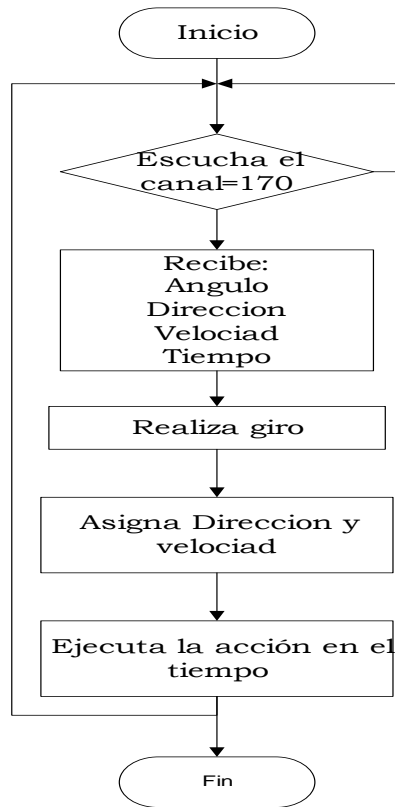 Inicio
Escucha el
canal=170
Recibe:
Angulo
Direccion
Velociad
Tiempo
Realiza giro
Asigna Direccion y
velociad
Ejecuta la acción en el
tiempo
Fin